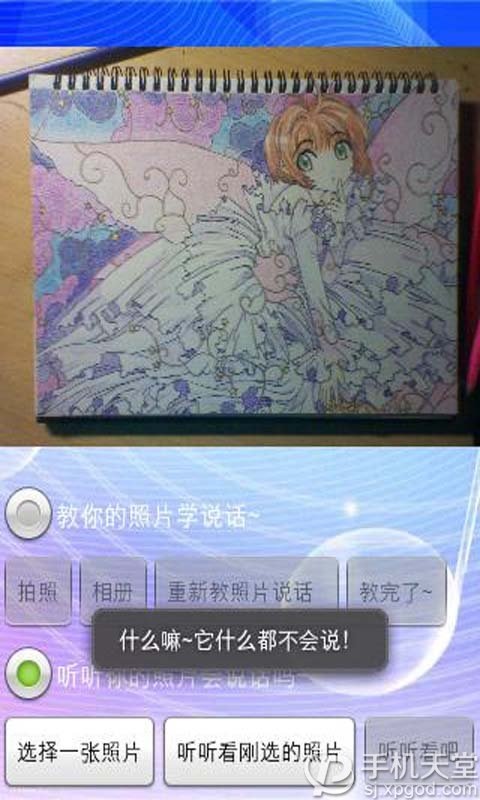 教你的照片学说话~
拍照
相册
重新教照片说话
教完了~
什么嘛~它什么都不会说!
听听你的照片会说话吗
选择一张照片
听听看刚选的照片
听听看吧
手机天堂
sj.xpgod.com